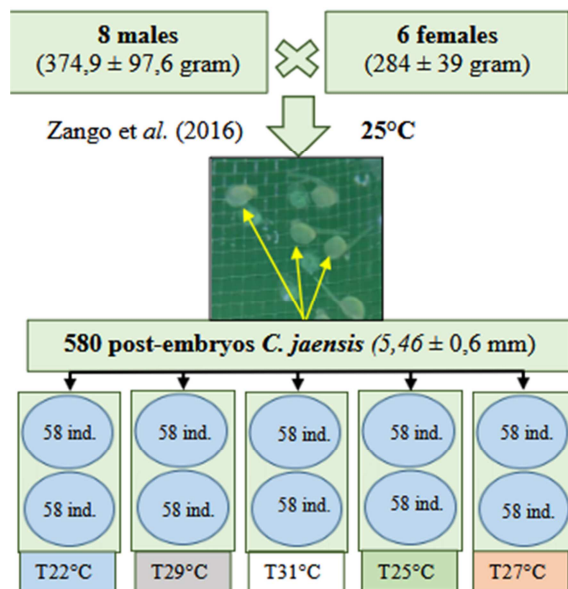 8 males
(374,9 ± 97,6 gram)
6 females
(284 ± 39 gram)
Zango et al. (2016)
25°C
580 post-embryos C. jaensis (5,46 ± 0,6 mm)
58 ind.
58 ind.
58 ind.
58 ind.
58 ind.
58 ind.
58 ind.
58 ind.
58 ind.
58 ind.
T22°C
T29°C
T31°C
T25°C
T27°C